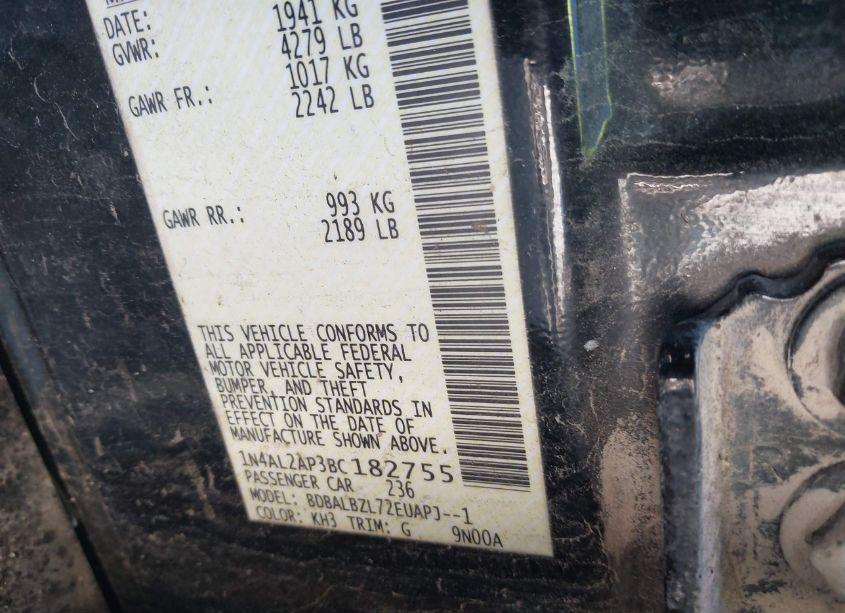 DATE: 1941 KG
GVWR: 4279 LB
1017 KG
GAWR FR.: 2242 LB
GAWR RR.: 993 KG
2189 LB
THIS VEHICLE CONFORMS TO
ALL APPLICABLE FEDERAL
MOTOR VEHICLE SAFETY,
BUMPER, AND THEFT
PREVENTION STANDARDS IN
EFFECT ON THE DATE OF
MANUFACTURE SHOWN ABOVE.
1N4AL2AP3BC182755
PASSENGER CAR 236
MODEL: BDBALBZL72EUAPJ--1
COLOR: KH3 TRIM: G 9N00A